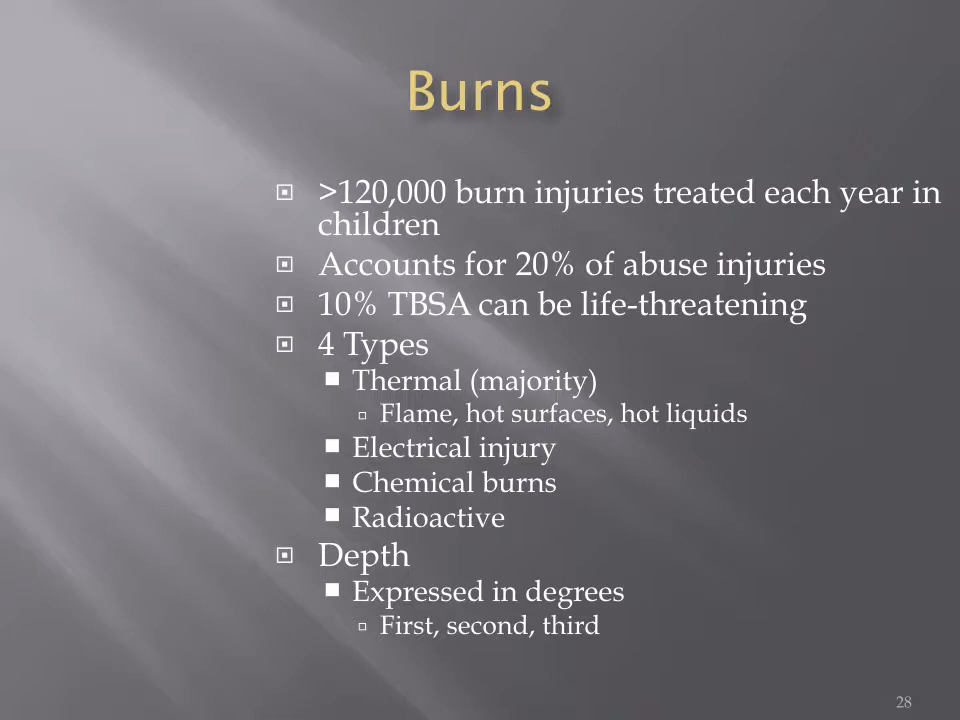 Burns
>120,000 burn injuries treated each year in
children
Accounts for 20% of abuse injuries
10% TBSA can be life-threatening
4 Types
Thermal (majority)
Flame, hot surfaces, hot liquids
Electrical injury
Chemical burns
Radioactive
Depth
Expressed in degrees
First, second, third
28